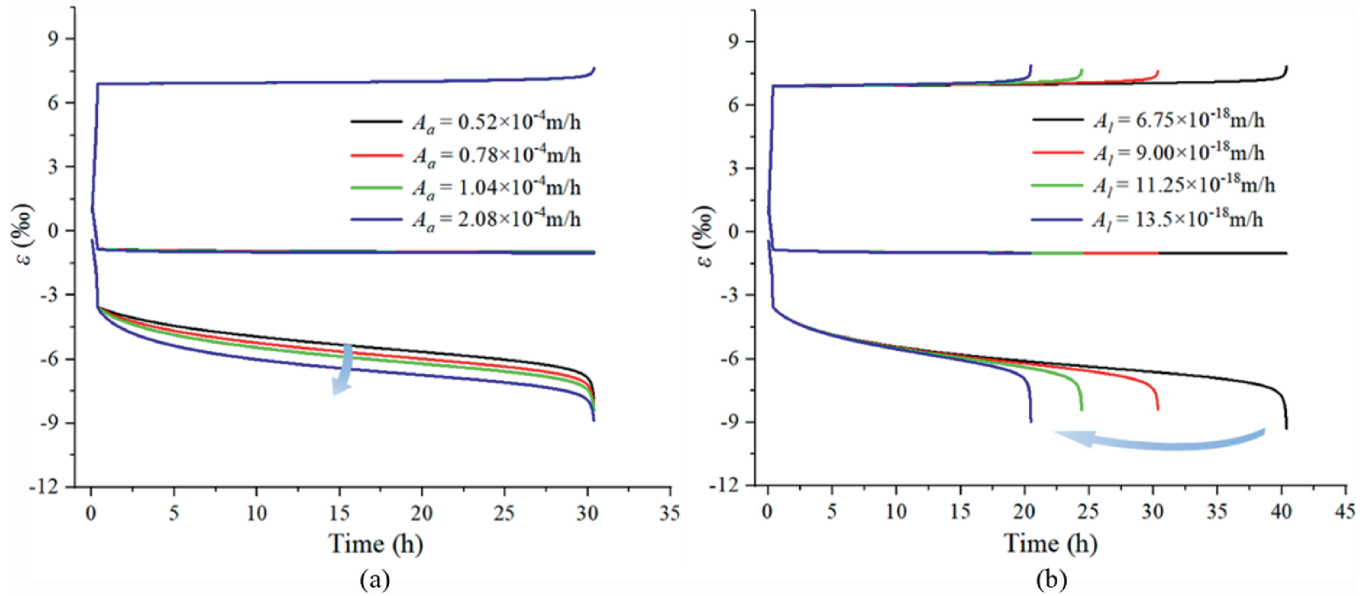 9
6
3
0
-3
-6
-9
-12
ε (‰)
A_a = 0.52×10^-4m/h
A_a = 0.78×10^-4m/h
A_a = 1.04×10^-4m/h
A_a = 2.08×10^-4m/h
0 5 10 15 20 25 30 35
Time (h)
(a)
9
6
3
0
-3
-6
-9
-12
ε (‰)
A_l = 6.75×10^-18m/h
A_l = 9.00×10^-18m/h
A_l = 11.25×10^-18m/h
A_l = 13.5×10^-18m/h
0 5 10 15 20 25 30 35 40 45
Time (h)
(b)